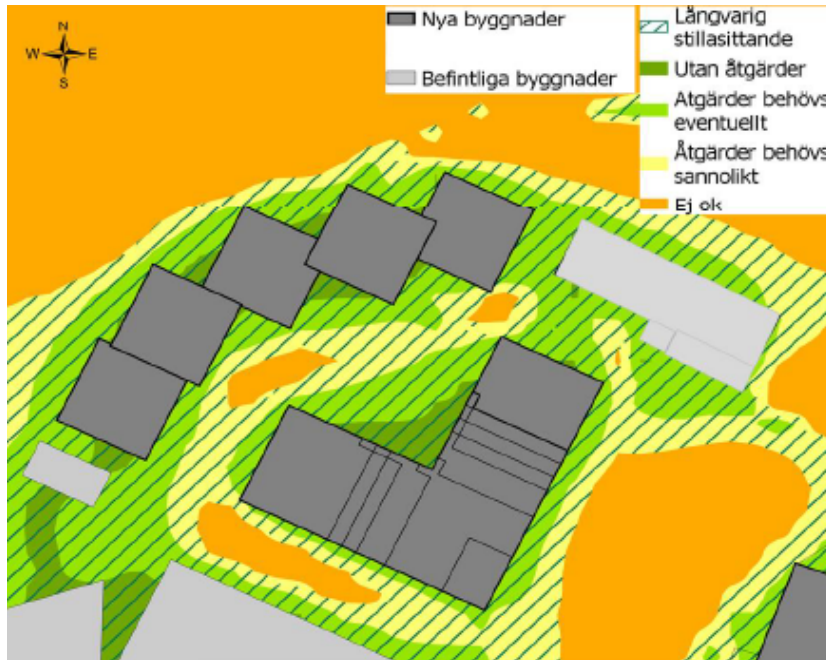 N
W E
S
Nya byggnader
Befintliga byggnader
Långvarig
stillasittande
Utan åtgärder
Atgärder behövs
eventuellt
Åtgärder behövs
sannolikt
Ej ok